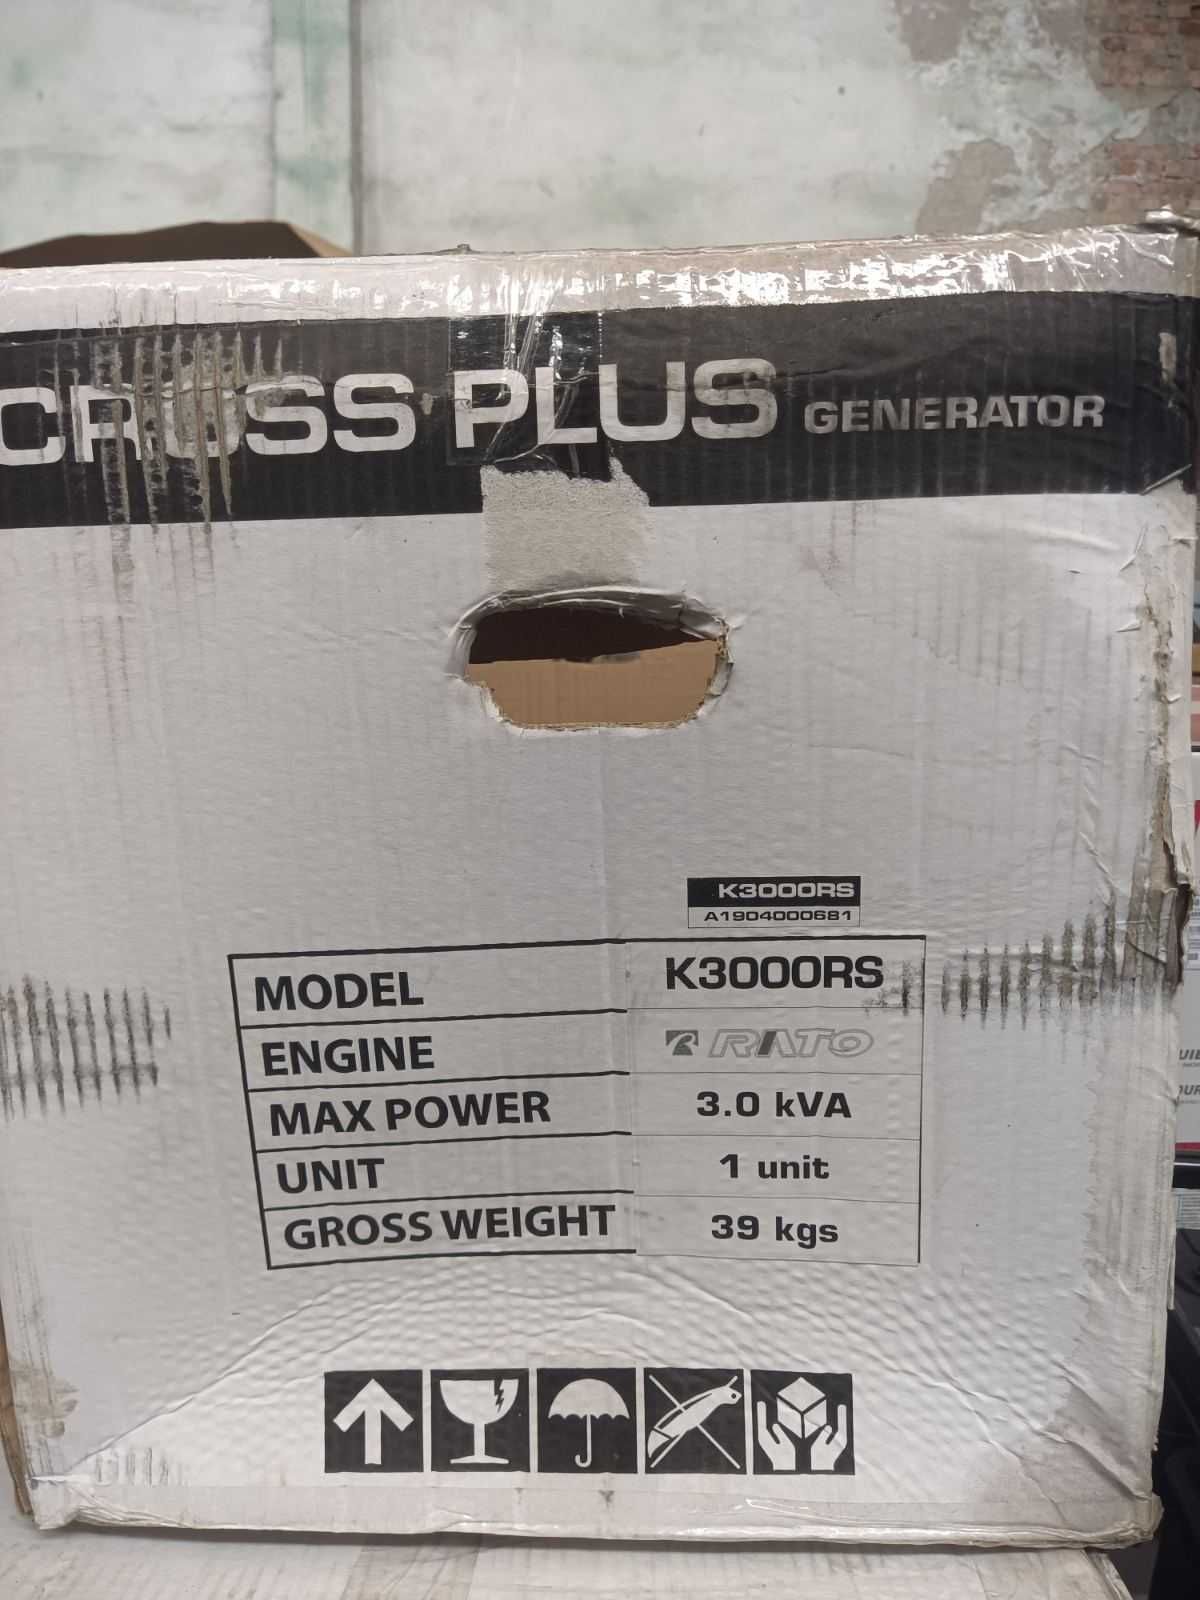 CROSS PLUS GENERATOR
K3000RS
A1904000681
MODEL K3000RS
ENGINE RATO
MAX POWER 3.0 kVA
UNIT 1 unit
GROSS WEIGHT 39 kgs